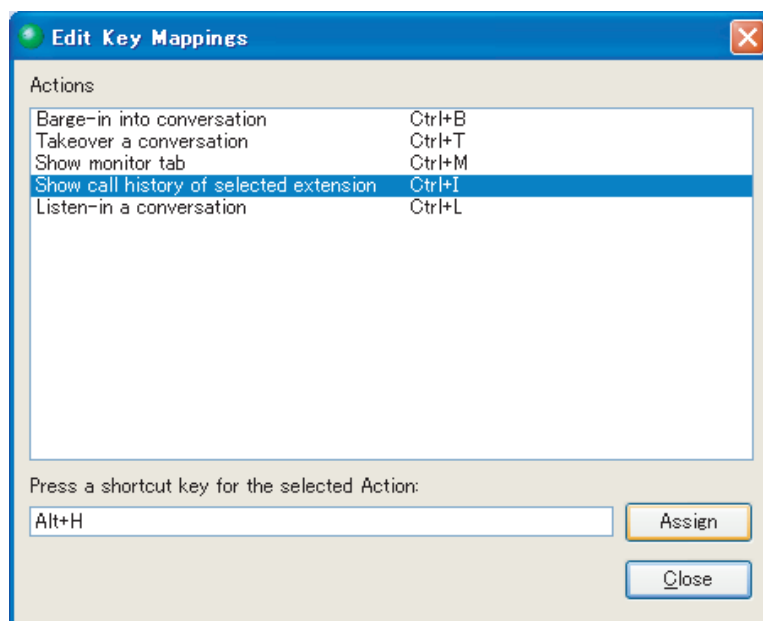 Edit Key Mappings
Actions
Barge-in into conversation Ctrl+B
Takeover a conversation Ctrl+T
Show monitor tab Ctrl+M
Show call history of selected extension Ctrl+I
Listen-in a conversation Ctrl+L
Press a shortcut key for the selected Action:
Alt+H Assign
Close